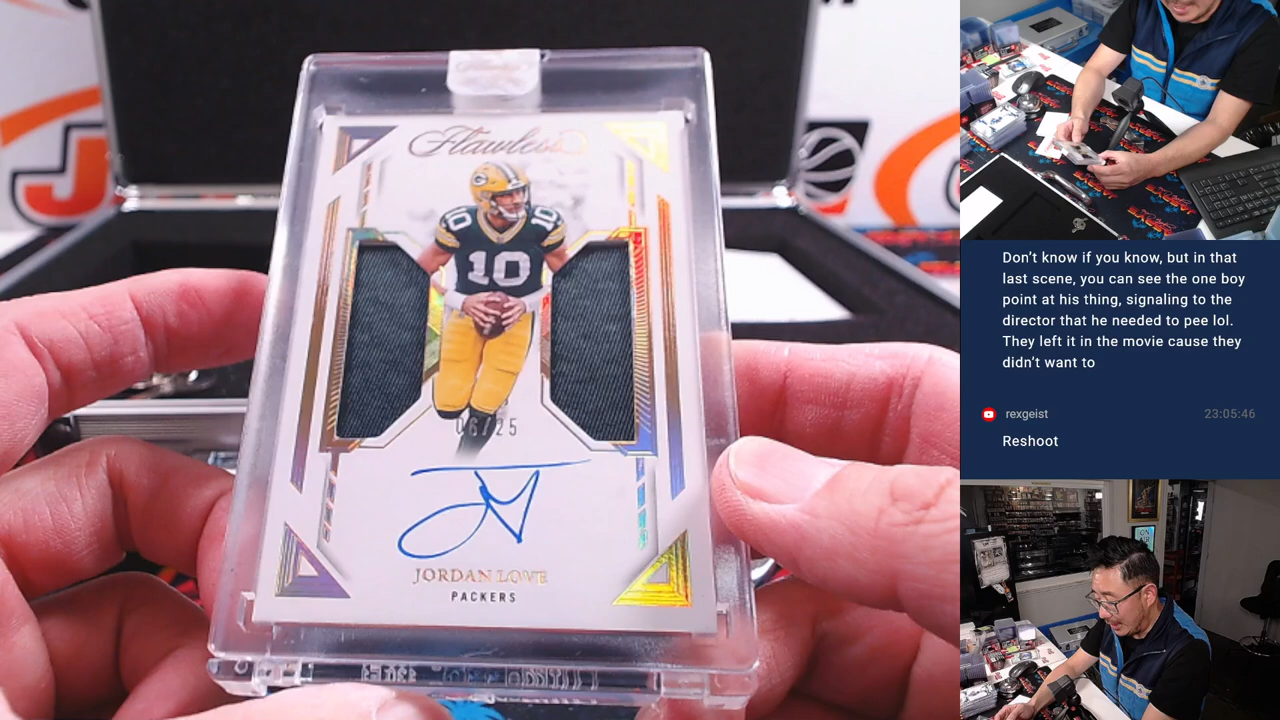 Flawless
10 10
10
06/25
JORDAN LOVE
PACKERS
Don't know if you know, but in that
last scene, you can see the one boy
point at his thing, signaling to the
director that he needed to pee lol.
They left it in the movie cause they
didn't want to
rexgeist 23:05:46
Reshoot